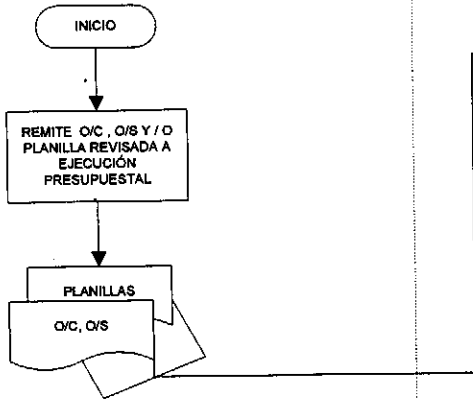 INICIO
REMITE O/C , O/S Y / O
PLANILLA REVISADA A
EJECUCIÓN
PRESUPUESTAL
PLANILLAS
O/C, O/S